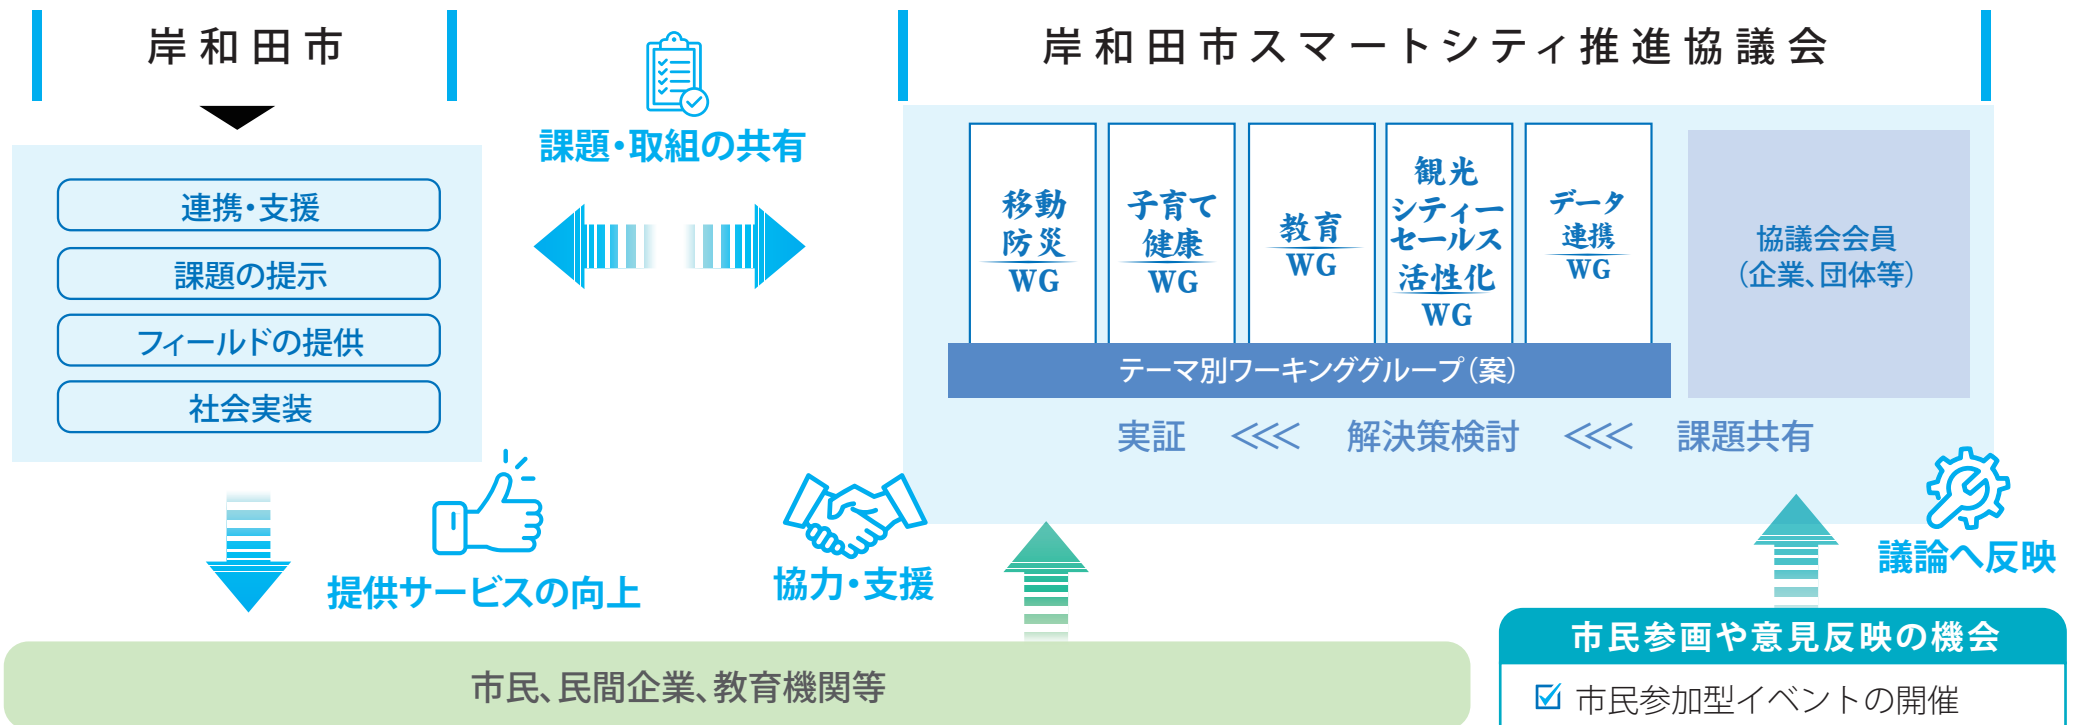 岸和田市
連携・支援
課題の提示
フィールドの提供
社会実装
課題・取組の共有
岸和田市スマートシティ推進協議会
移動
防災
WG
子育て
健康
WG
教育
WG
観光
シティー
セールス
活性化
WG
データ
連携
WG
テーマ別ワーキンググループ（案）
協議会会員
（企業、団体等）
実証 <<< 解決策検討 <<< 課題共有
提供サービスの向上
協力・支援
議論へ反映
市民、民間企業、教育機関等
市民参画や意見反映の機会
市民参加型イベントの開催